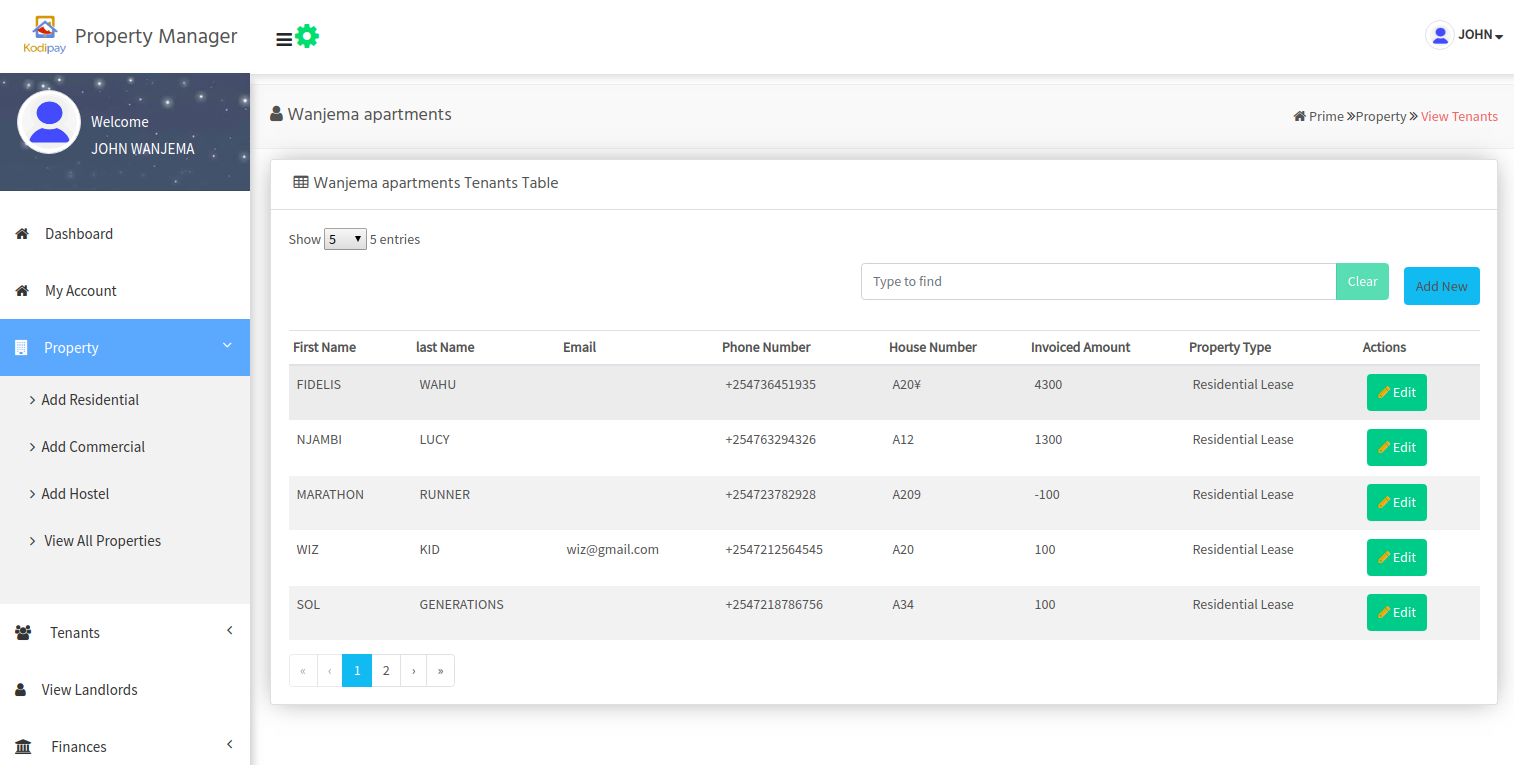 Kodipay Property Manager
JOHN
Welcome
JOHN WANJEMA
Wanjema apartments
Prime »Property » View Tenants
Dashboard
My Account
Property
Add Residential
Add Commercial
Add Hostel
View All Properties
Tenants
View Landlords
Finances
Wanjema apartments Tenants Table
Show 5 5 entries
Type to find Clear Add New
First Name last Name Email Phone Number House Number Invoiced Amount Property Type Actions
FIDELIS WAHU +254736451935 A20¥ 4300 Residential Lease Edit
NJAMBI LUCY +254763294326 A12 1300 Residential Lease Edit
MARATHON RUNNER +254723782928 A209 -100 Residential Lease Edit
WIZ KID wiz@gmail.com +2547212564545 A20 100 Residential Lease Edit
SOL GENERATIONS +2547218786756 A34 100 Residential Lease Edit
« ‹ 1 2 › »